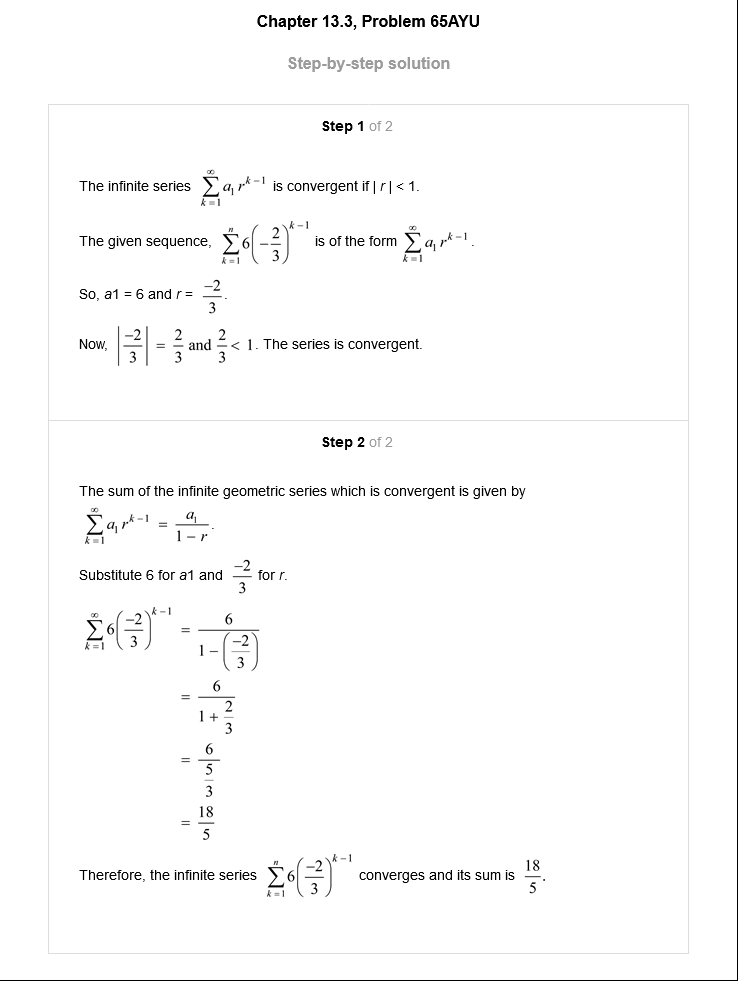 Chapter 13.3, Problem 65AYU
Step-by-step solution
Step 1 of 2
The infinite series $\sum_{k=1}^{\infty} a_1 r^{k-1}$ is convergent if | r | < 1.
The given sequence, $\sum_{k=1}^{n} 6\left(-\frac{2}{3}\right)^{k-1}$ is of the form $\sum_{k=1}^{\infty} a_1 r^{k-1}$.
So, a1 = 6 and r = $\frac{-2}{3}$.
Now, $\left|\frac{-2}{3}\right| = \frac{2}{3}$ and $\frac{2}{3} < 1$. The series is convergent.
Step 2 of 2
The sum of the infinite geometric series which is convergent is given by
$\sum_{k=1}^{\infty} a_1 r^{k-1} = \frac{a_1}{1-r}$.
Substitute 6 for a1 and $\frac{-2}{3}$ for r.
$\sum_{k=1}^{\infty} 6\left(\frac{-2}{3}\right)^{k-1} = \frac{6}{1-\left(\frac{-2}{3}\right)}$
$= \frac{6}{1+\frac{2}{3}}$
$= \frac{6}{\frac{5}{3}}$
$= \frac{18}{5}$
Therefore, the infinite series $\sum_{k=1}^{n} 6\left(\frac{-2}{3}\right)^{k-1}$ converges and its sum is $\frac{18}{5}$.